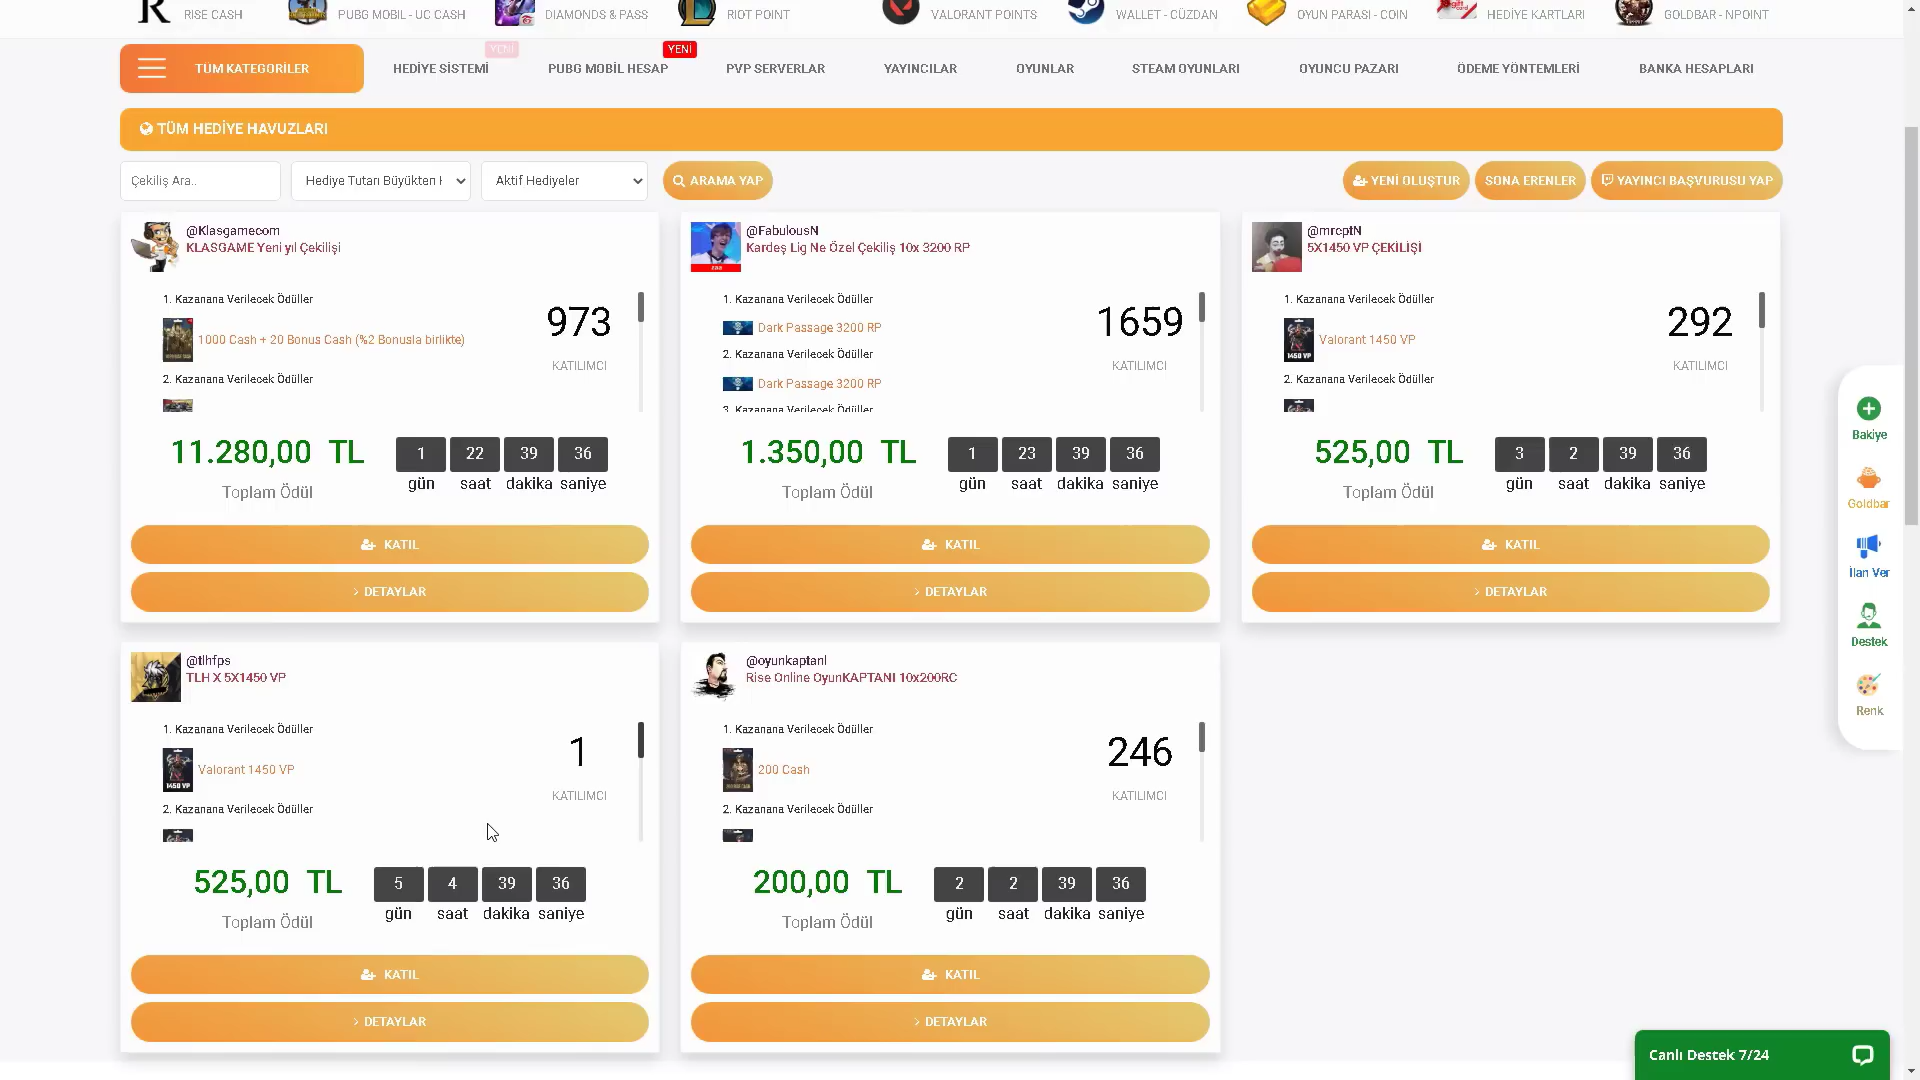 RISE CASH
PUBG MOBIL - UC CASH
DIAMONDS & PASS
RIOT POINT
VALORANT POINTS
WALLET - CÜZDAN
OYUN PARASI - COIN
HEDİYE KARTLARI
GOLDBAR - NPOINT
TÜM KATEGORİLER
HEDİYE SİSTEMİ
YENİ
PUBG MOBİL HESAP
YENİ
PVP SERVERLAR
YAYINCILAR
OYUNLAR
STEAM OYUNLARI
OYUNCU PAZARI
ÖDEME YÖNTEMLERİ
BANKA HESAPLARI
TÜM HEDİYE HAVUZLARI
Çekiliş Ara..
Hediye Tutarı Büyükten
Aktif Hediyeler
ARAMA YAP
YENİ OLUŞTUR
SONA ERENLER
YAYINCI BAŞVURUSU YAP
@Klasgamecom
KLASGAME Yeni yıl Çekilişi
1. Kazanana Verilecek Ödüller
1000 Cash + 20 Bonus Cash (%2 Bonusla birlikte)
2. Kazanana Verilecek Ödüller
973
KATILIMCI
11.280,00 TL
Toplam Ödül
1 22 39 36
gün saat dakika saniye
KATIL
> DETAYLAR
@FabulousN
Kardeş Lig Ne Özel Çekiliş 10x 3200 RP
1. Kazanana Verilecek Ödüller
Dark Passage 3200 RP
2. Kazanana Verilecek Ödüller
Dark Passage 3200 RP
3. Kazanana Verilecek Ödüller
1659
KATILIMCI
1.350,00 TL
Toplam Ödül
1 23 39 36
gün saat dakika saniye
KATIL
> DETAYLAR
@mrcptN
5X1450 VP ÇEKİLİŞİ
1. Kazanana Verilecek Ödüller
1450 VP
Valorant 1450 VP
2. Kazanana Verilecek Ödüller
292
KATILIMCI
525,00 TL
Toplam Ödül
3 2 39 36
gün saat dakika saniye
KATIL
> DETAYLAR
@tlhfps
TLH X 5X1450 VP
1. Kazanana Verilecek Ödüller
1450 VP
Valorant 1450 VP
2. Kazanana Verilecek Ödüller
1
KATILIMCI
525,00 TL
Toplam Ödül
5 4 39 36
gün saat dakika saniye
KATIL
> DETAYLAR
@oyunkaptanl
Rise Online OyunKAPTANI 10x200RC
1. Kazanana Verilecek Ödüller
200 Cash
2. Kazanana Verilecek Ödüller
246
KATILIMCI
200,00 TL
Toplam Ödül
2 2 39 36
gün saat dakika saniye
KATIL
> DETAYLAR
Bakiye
Goldbar
İlan Ver
Destek
Renk
Canlı Destek 7/24